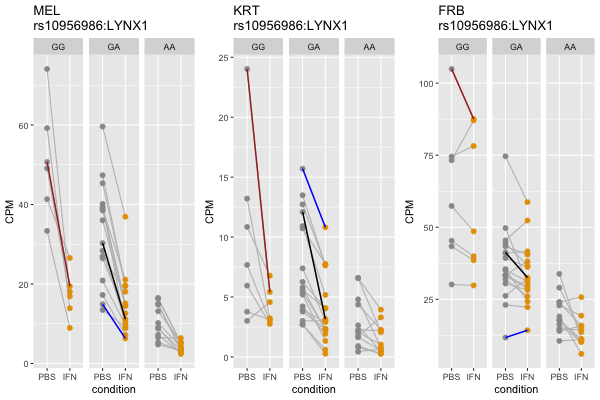 MEL
rs10956986:LYNX1
GG GA AA
CPM
60
40
20
0
PBS IFN PBS IFN PBS IFN
condition
KRT
rs10956986:LYNX1
GG GA AA
CPM
25
20
15
10
5
0
PBS IFN PBS IFN PBS IFN
condition
FRB
rs10956986:LYNX1
GG GA AA
CPM
100
75
50
25
PBS IFN PBS IFN PBS IFN
condition